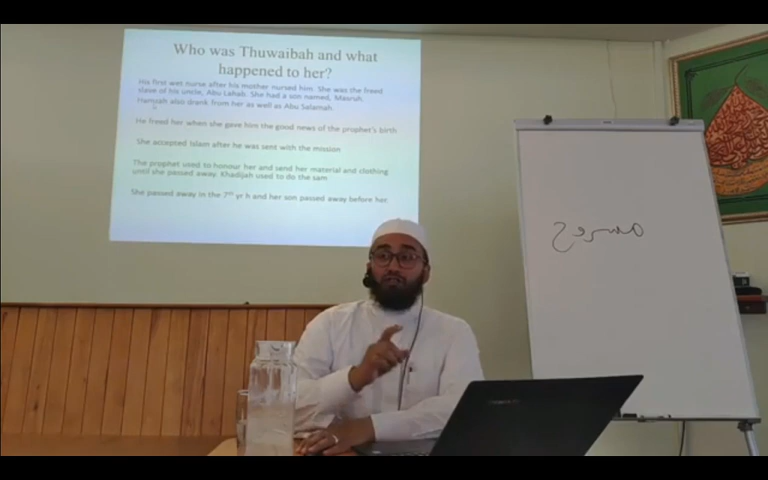 Who was Thuwaibah and what
happened to her?
His first wet nurse after his mother nursed him. She was the freed
slave of his uncle, Abu Lahab. She had a son named, Masruh.
Hamzah also drank from her as well as Abu Salamah.
He freed her when she gave him the good news of the prophet's birth
She accepted Islam after he was sent with the mission
The prophet used to honour her and send her material and clothing
until she passed away. Khadijah used to do the sam
She passed away in the 7th yr h and her son passed away before her.
مسروح